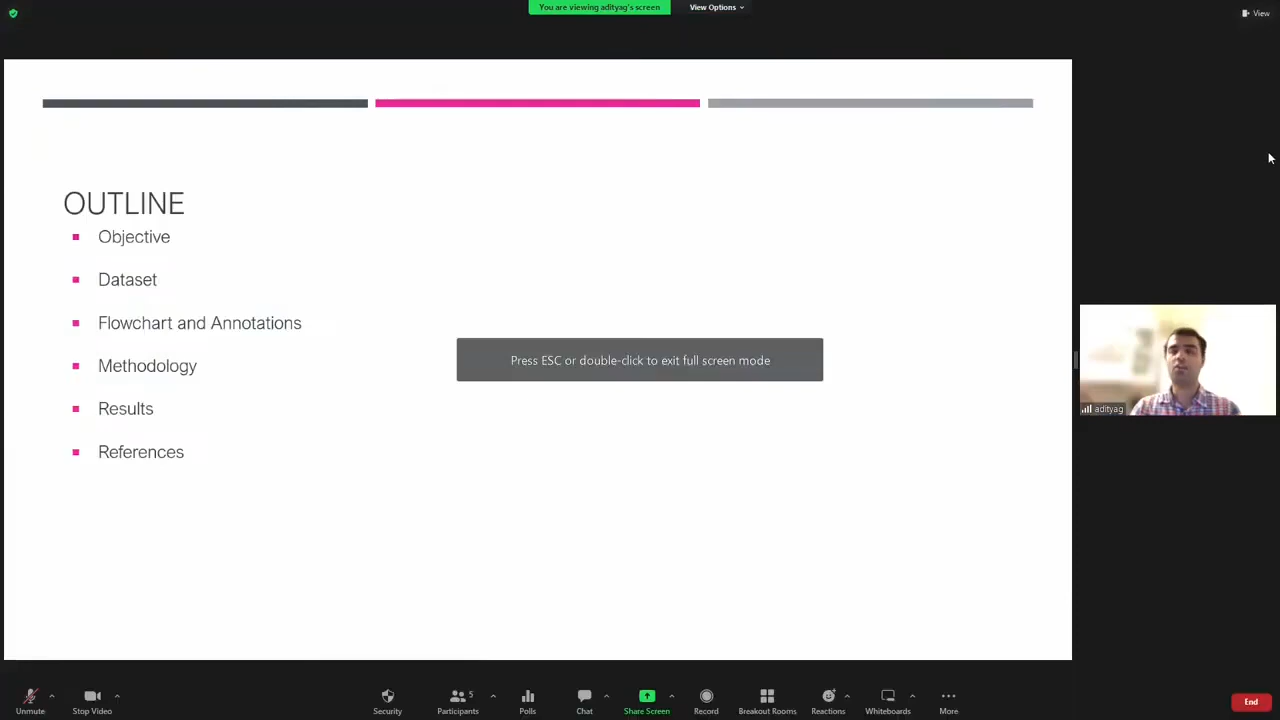 You are viewing adityag's screen
View Options
View
OUTLINE
Objective
Dataset
Flowchart and Annotations
Methodology
Results
References
Press ESC or double-click to exit full screen mode
adityag
Unmute
Stop Video
Security
5
Participants
Polls
Chat
Share Screen
Record
Breakout Rooms
Reactions
Whiteboards
More
End